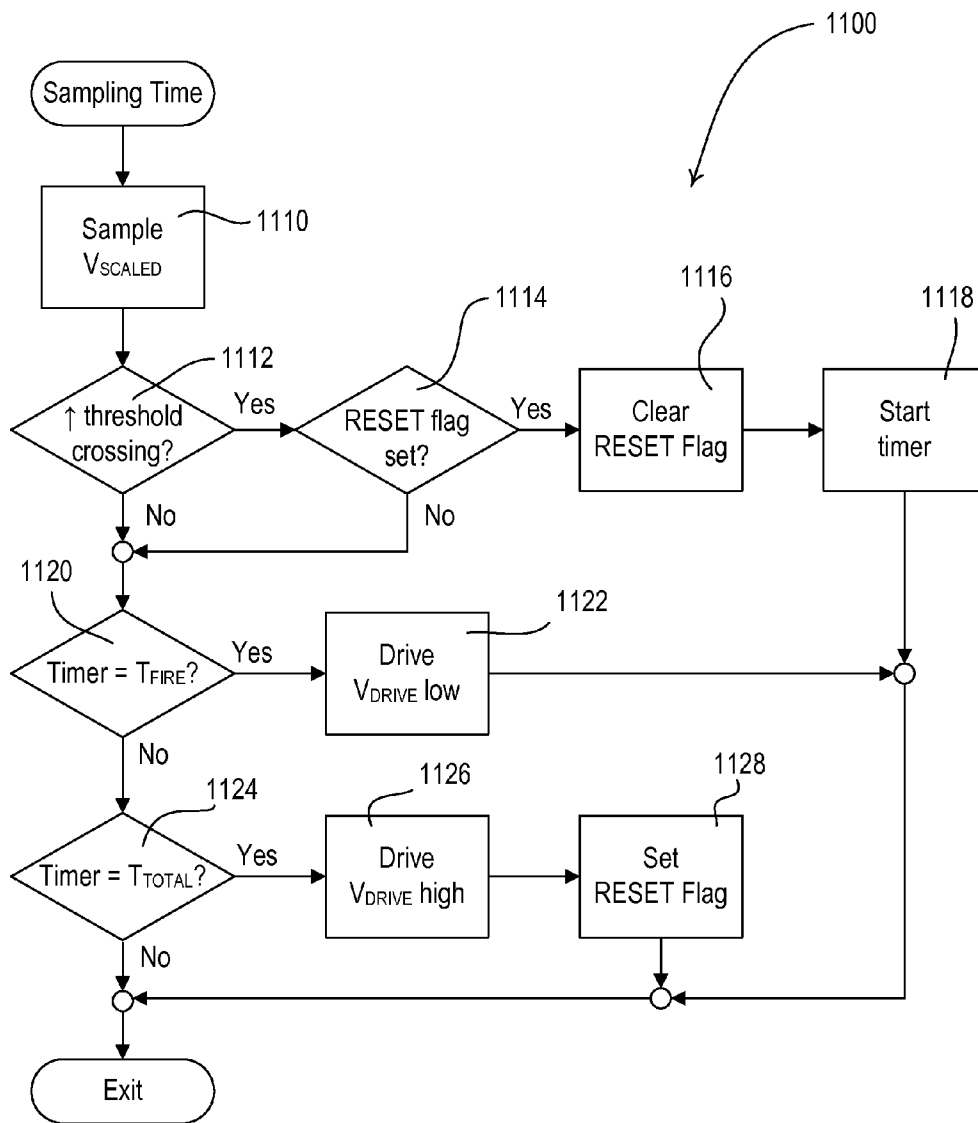 1100
Sampling Time
1110
Sample
VSCALED
1112
↑ threshold
crossing?
Yes
No
1114
RESET flag
set?
Yes
No
1116
Clear
RESET Flag
1118
Start
timer
1120
Timer = TFIRE?
Yes
No
1122
Drive
VDRIVE low
1124
Timer = TTOTAL?
Yes
No
1126
Drive
VDRIVE high
1128
Set
RESET Flag
Exit